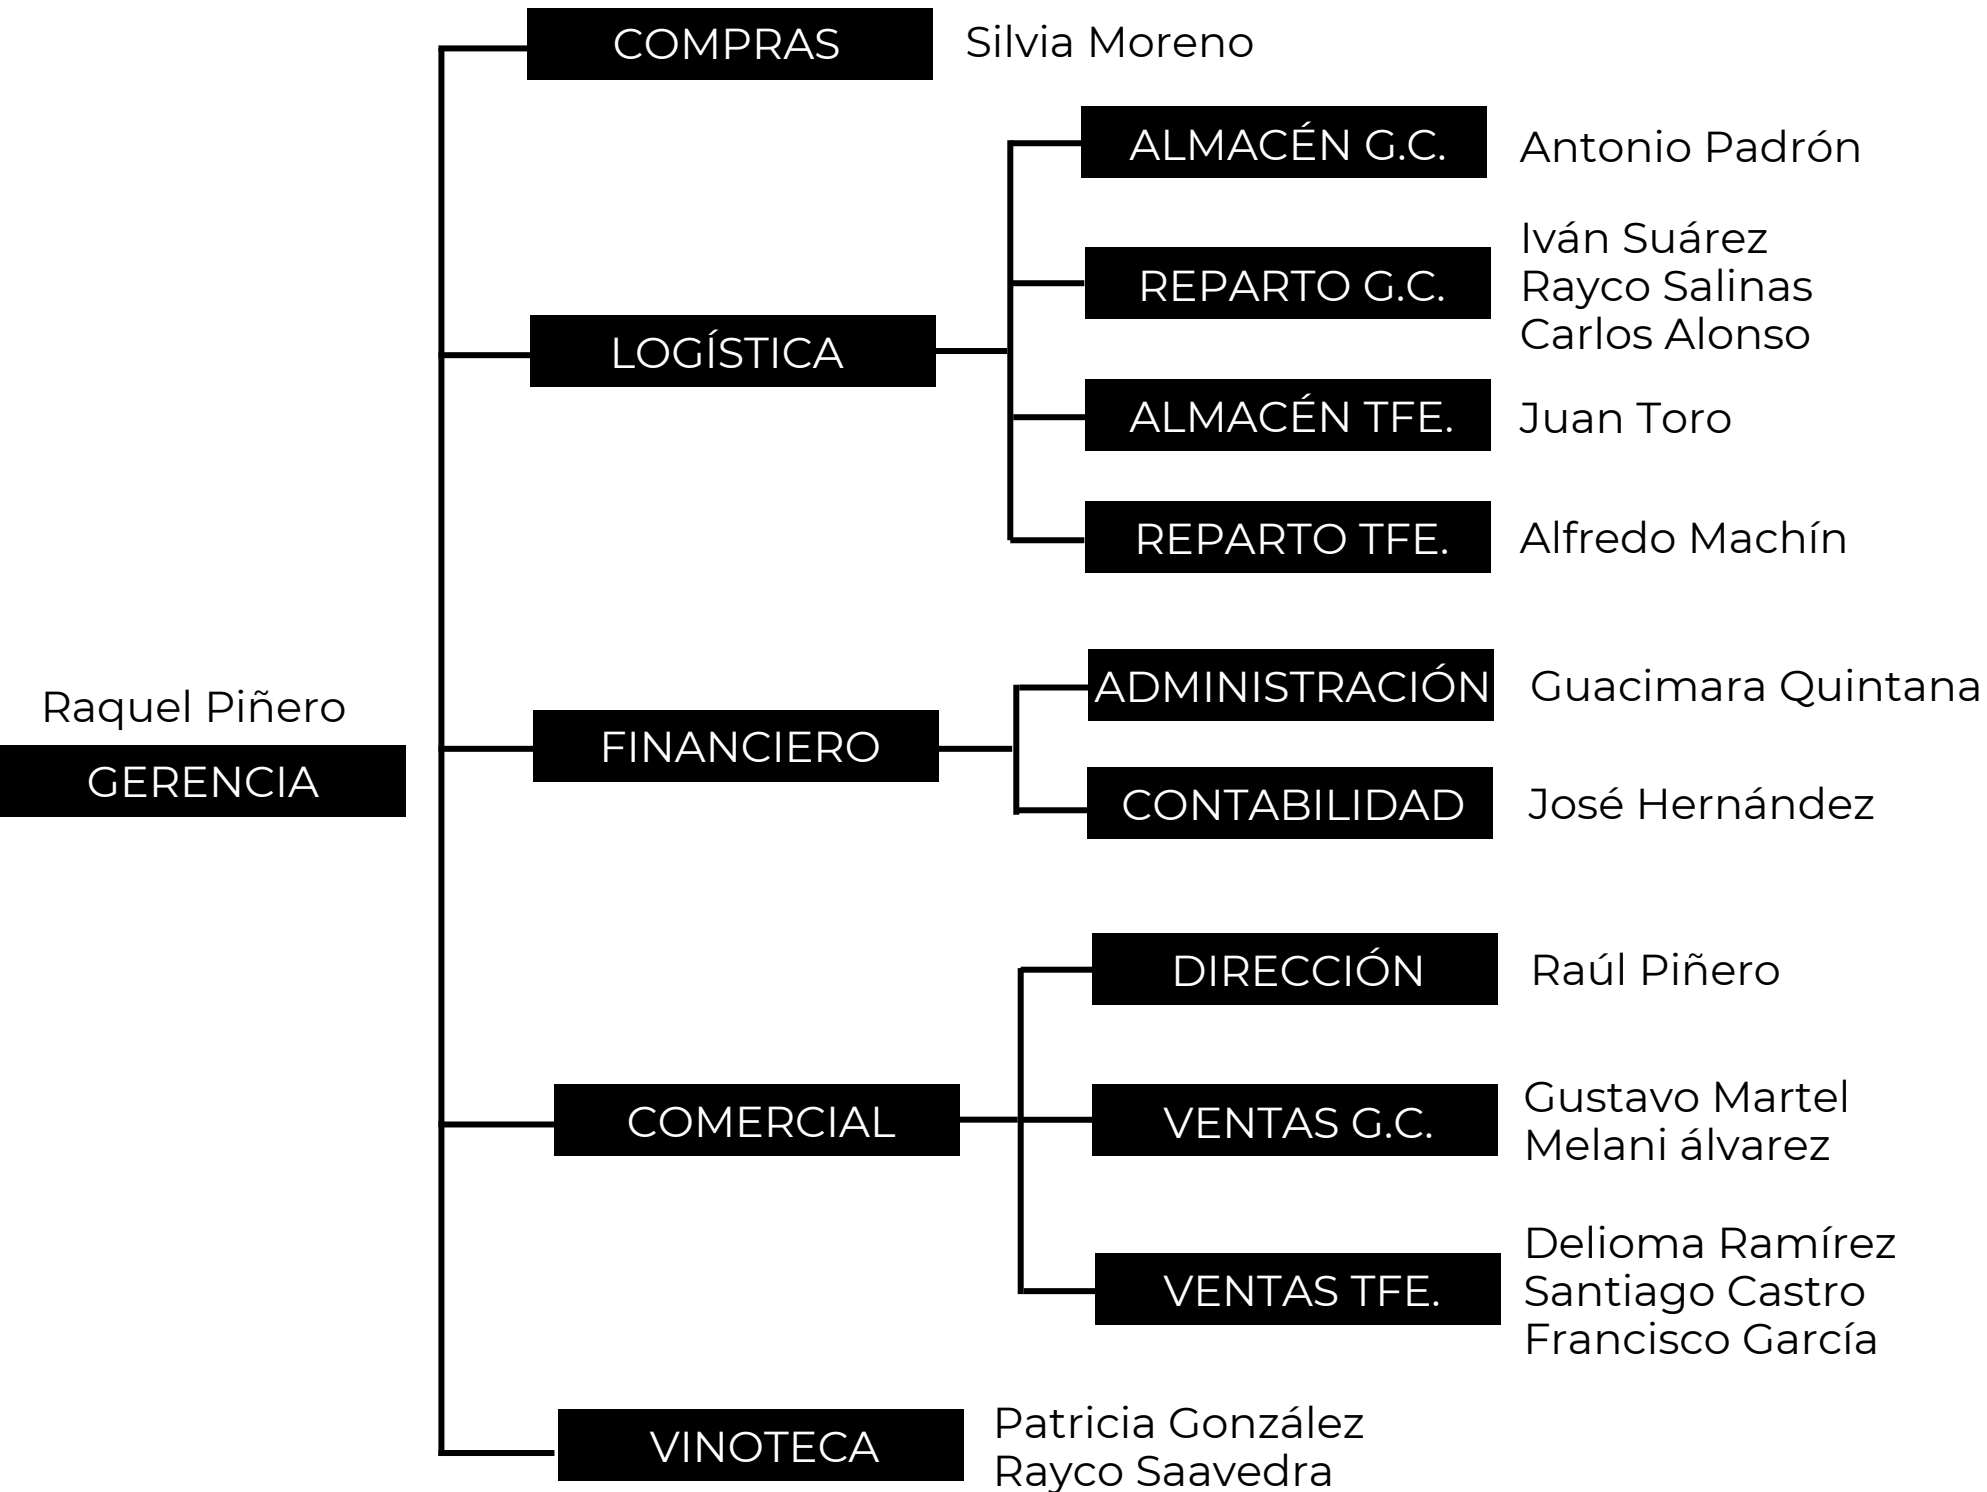 COMPRAS
Silvia Moreno
LOGÍSTICA
ALMACÉN G.C.
Antonio Padrón
REPARTO G.C.
Iván Suárez
Rayco Salinas
Carlos Alonso
ALMACÉN TFE.
Juan Toro
REPARTO TFE.
Alfredo Machín
Raquel Piñero
GERENCIA
FINANCIERO
ADMINISTRACIÓN
Guacimara Quintana
CONTABILIDAD
José Hernández
COMERCIAL
DIRECCIÓN
Raúl Piñero
VENTAS G.C.
Gustavo Martel
Melani álvarez
VENTAS TFE.
Delioma Ramírez
Santiago Castro
Francisco García
VINOTECA
Patricia González
Rayco Saavedra